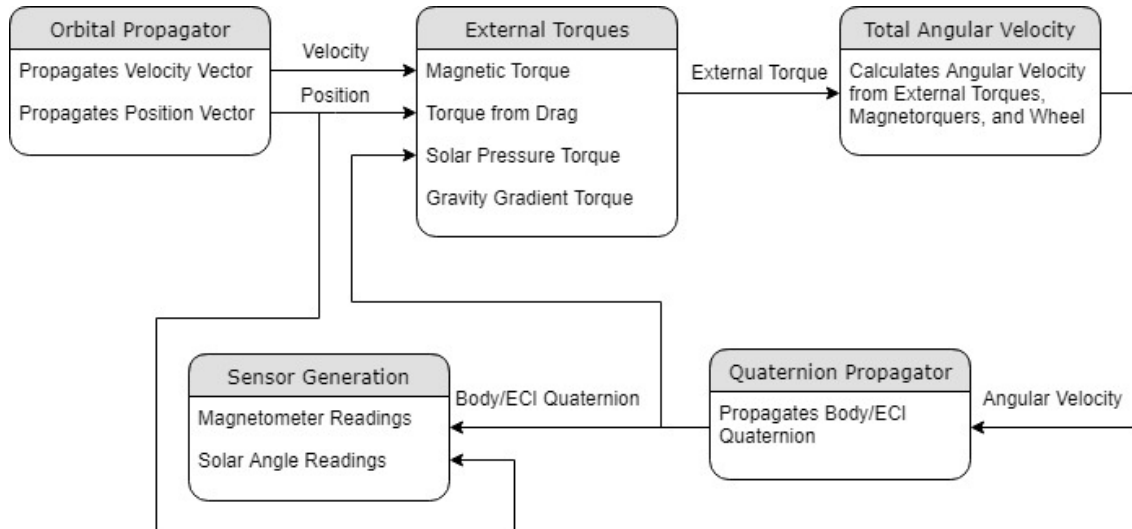 Orbital Propagator
Propagates Velocity Vector
Propagates Position Vector
Velocity
Position
External Torques
Magnetic Torque
Torque from Drag
Solar Pressure Torque
Gravity Gradient Torque
External Torque
Total Angular Velocity
Calculates Angular Velocity
from External Torques,
Magnetorquers, and Wheel
Sensor Generation
Magnetometer Readings
Solar Angle Readings
Body/ECI Quaternion
Quaternion Propagator
Propagates Body/ECI
Quaternion
Angular Velocity